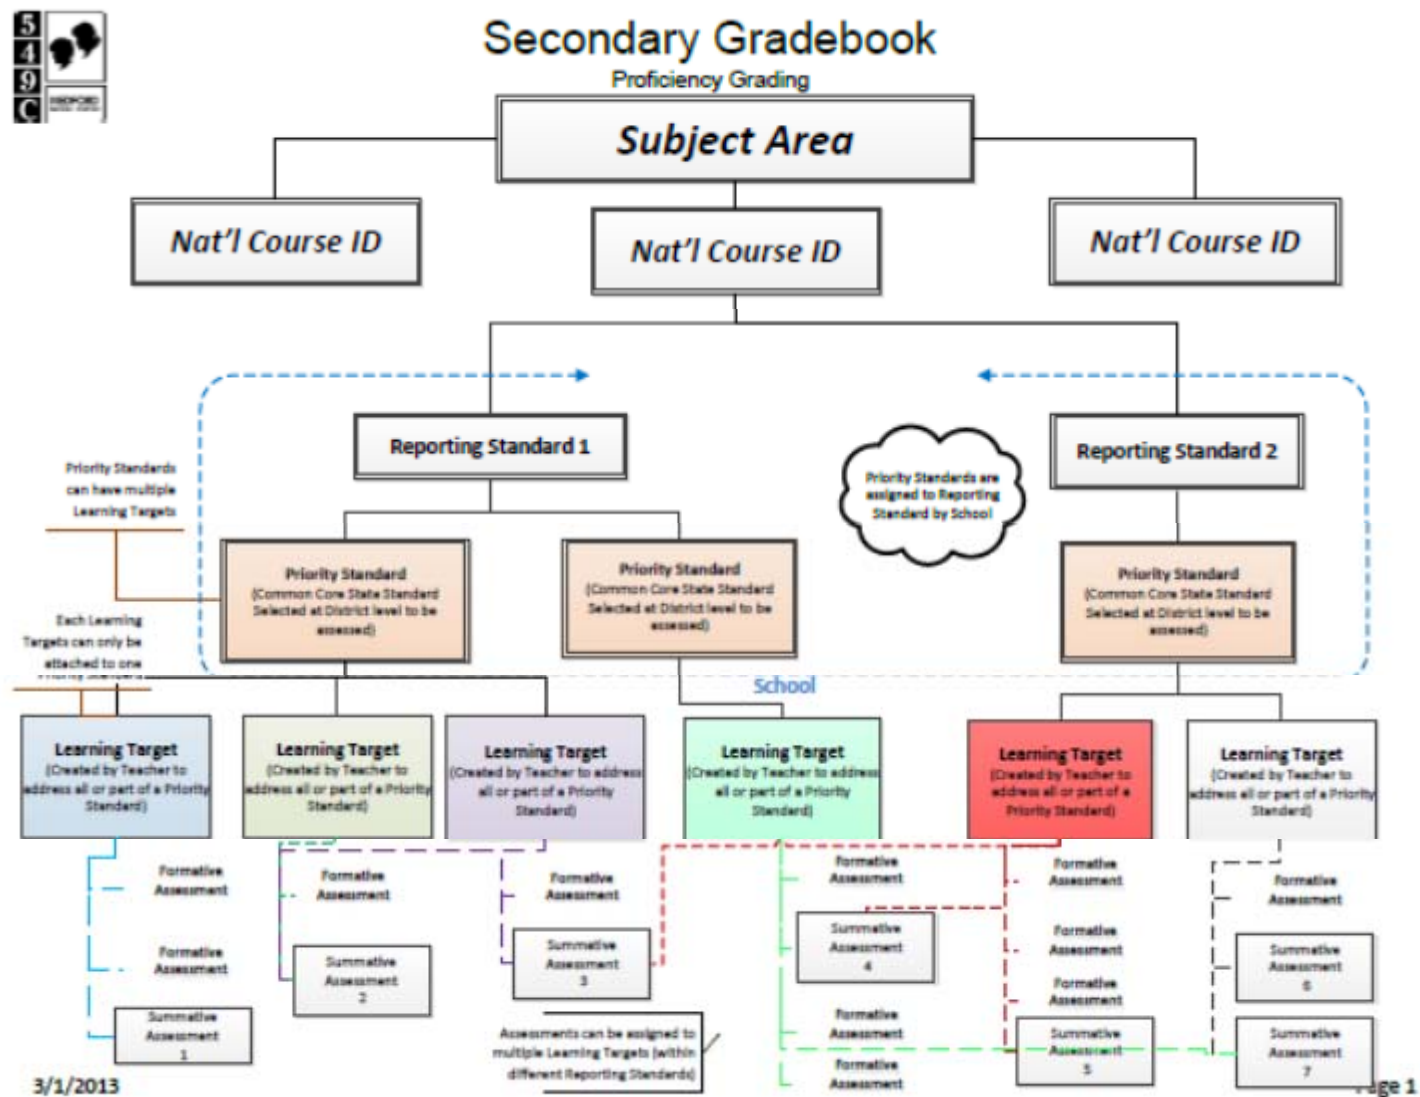 5
4
9
C
Secondary Gradebook
Proficiency Grading
Subject Area
Nat'l Course ID
Nat'l Course ID
Nat'l Course ID
Reporting Standard 1
Reporting Standard 2
Priority Standards
can have multiple
Learning Targets
Priority Standards are
assigned to Reporting
Standard by School
Priority Standard
(Common Core State Standard
Selected at District level to be
assessed)
Priority Standard
(Common Core State Standard
Selected at District level to be
assessed)
Priority Standard
(Common Core State Standard
Selected at District level to be
assessed)
Each Learning
Targets can only be
attached to one
Priority Standard
School
Learning Target
(Created by Teacher to
address all or part of a Priority
Standard)
Learning Target
(Created by Teacher to
address all or part of a Priority
Standard)
Learning Target
(Created by Teacher to address
all or part of a Priority
Standard)
Learning Target
(Created by Teacher to address
all or part of a Priority
Standard)
Learning Target
(Created by Teacher to
address all or part of a
Priority Standard)
Learning Target
(Created by Teacher to
address all or part of a Priority
Standard)
Formative
Assessment
Formative
Assessment
Summative
Assessment
1
Formative
Assessment
Summative
Assessment
2
Formative
Assessment
Summative
Assessment
3
Assessments can be assigned to
multiple Learning Targets (within
different Reporting Standards)
Formative
Assessment
Summative
Assessment
4
Formative
Assessment
Formative
Assessment
Formative
Assessment
Formative
Assessment
Formative
Assessment
Summative
Assessment
5
Formative
Assessment
Summative
Assessment
6
Summative
Assessment
7
3/1/2013
Page 1